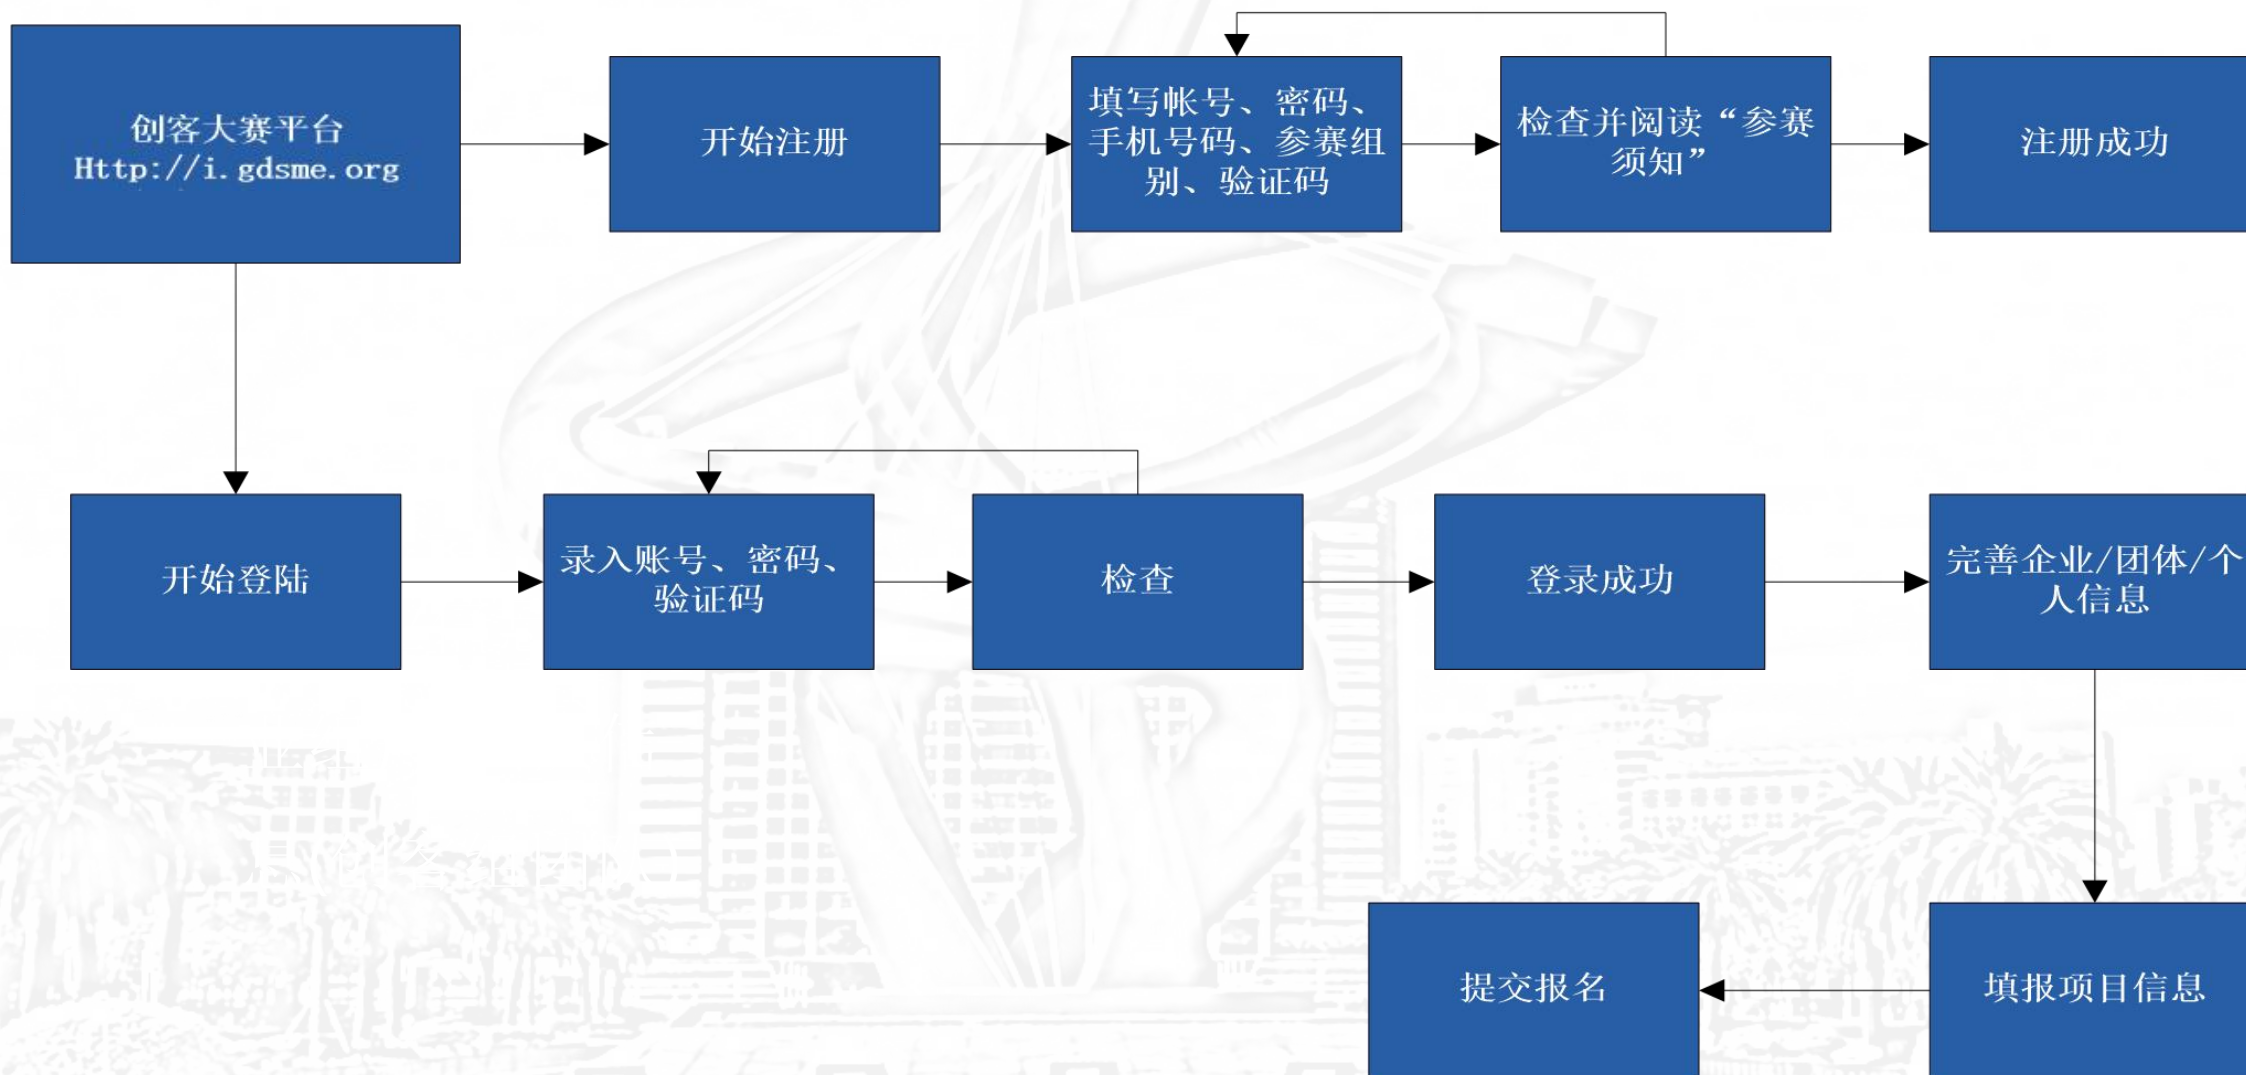 创客大赛平台
Http://i.gdsme.org
开始注册
填写帐号、密码、
手机号码、参赛组
别、验证码
检查并阅读“参赛
须知”
注册成功
开始登陆
录入账号、密码、
验证码
检查
登录成功
完善企业/团体/个
人信息
提交报名
填报项目信息